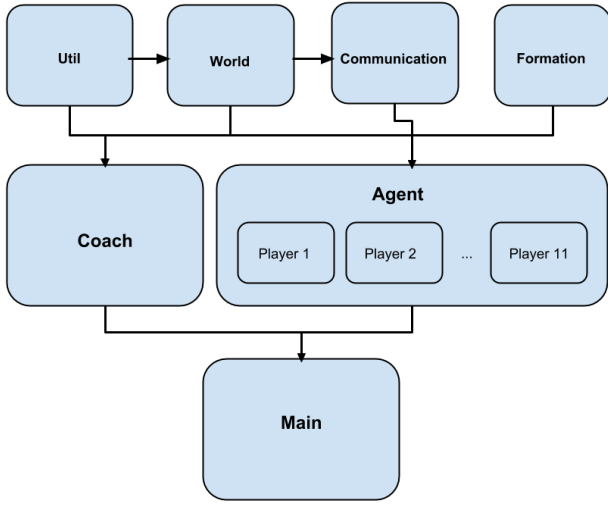 Util
World
Communication
Formation
Coach
Agent
Player 1
Player 2
...
Player 11
Main